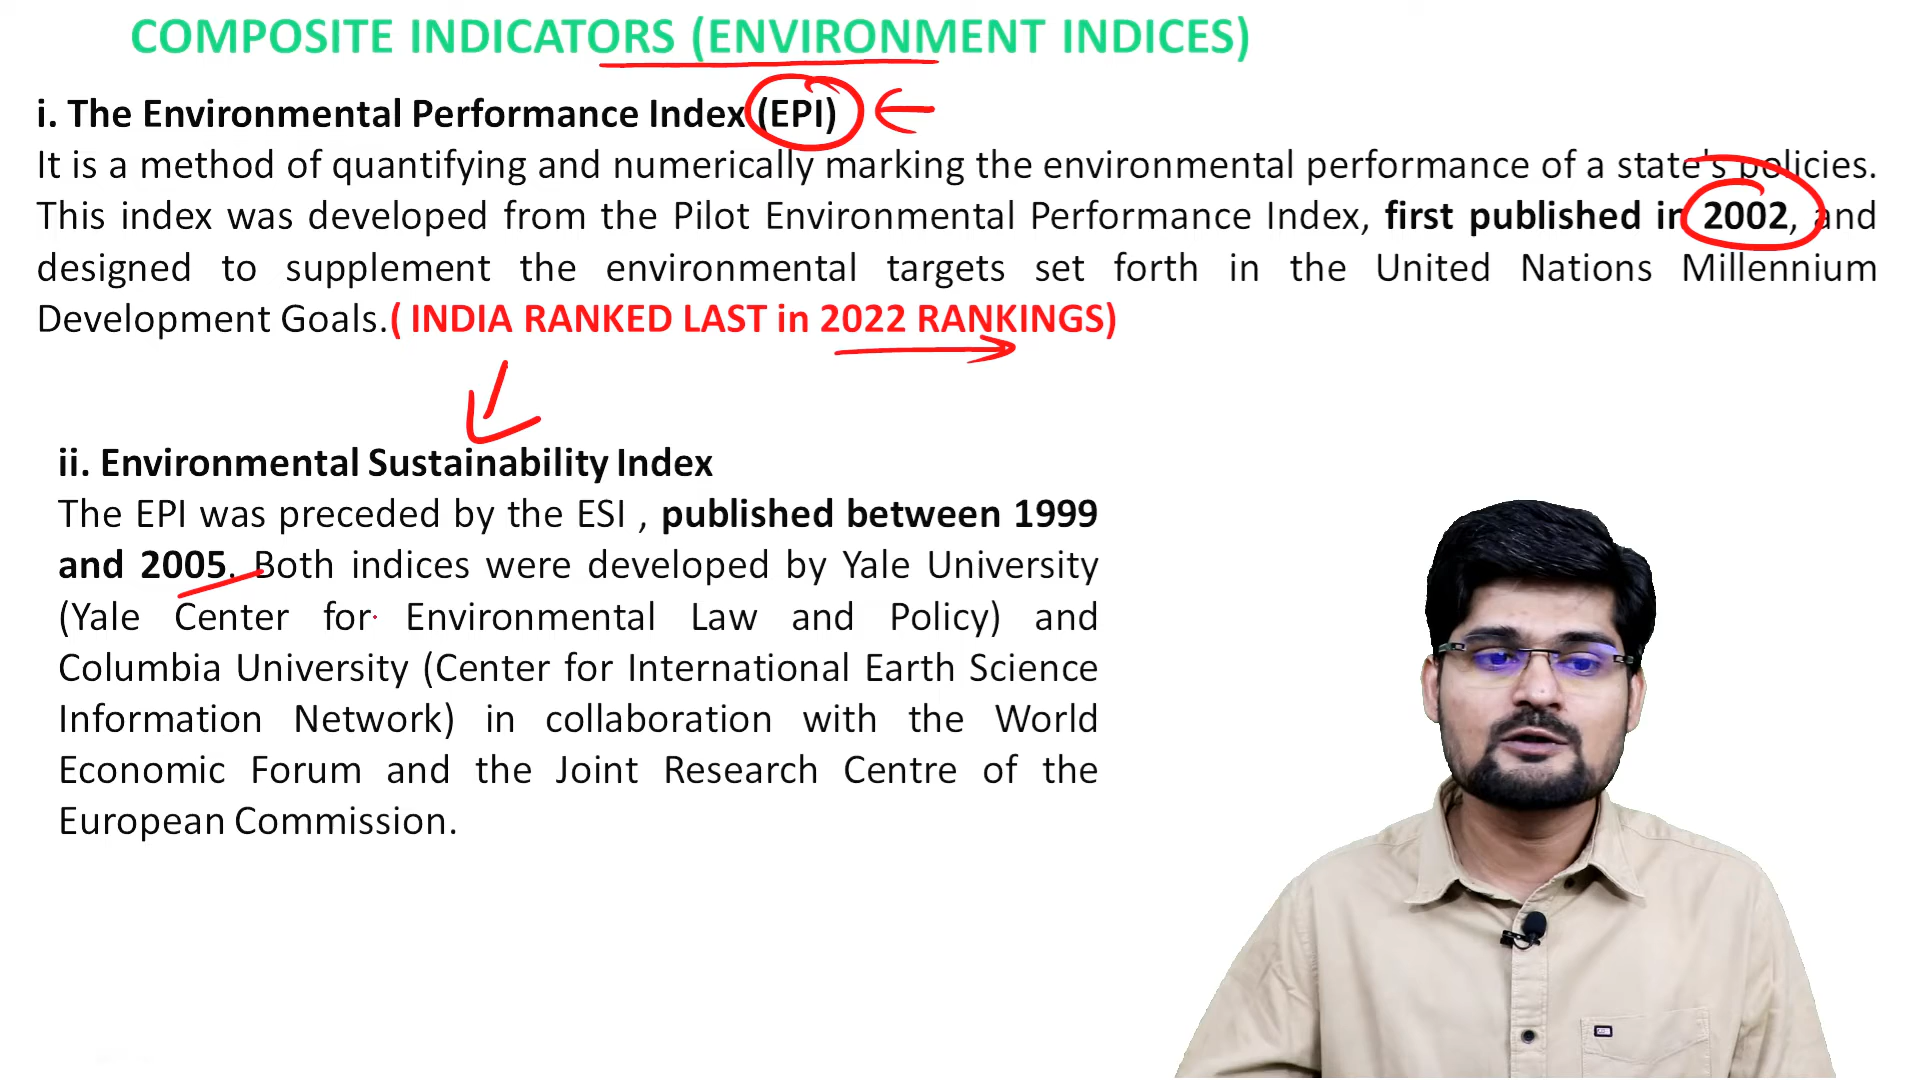 COMPOSITE INDICATORS (ENVIRONMENT INDICES)
i. The Environmental Performance Index (EPI)
It is a method of quantifying and numerically marking the environmental performance of a state's policies.
This index was developed from the Pilot Environmental Performance Index, first published in 2002, and
designed to supplement the environmental targets set forth in the United Nations Millennium
Development Goals.( INDIA RANKED LAST in 2022 RANKINGS)
ii. Environmental Sustainability Index
The EPI was preceded by the ESI , published between 1999
and 2005. Both indices were developed by Yale University
(Yale Center for Environmental Law and Policy) and
Columbia University (Center for International Earth Science
Information Network) in collaboration with the World
Economic Forum and the Joint Research Centre of the
European Commission.